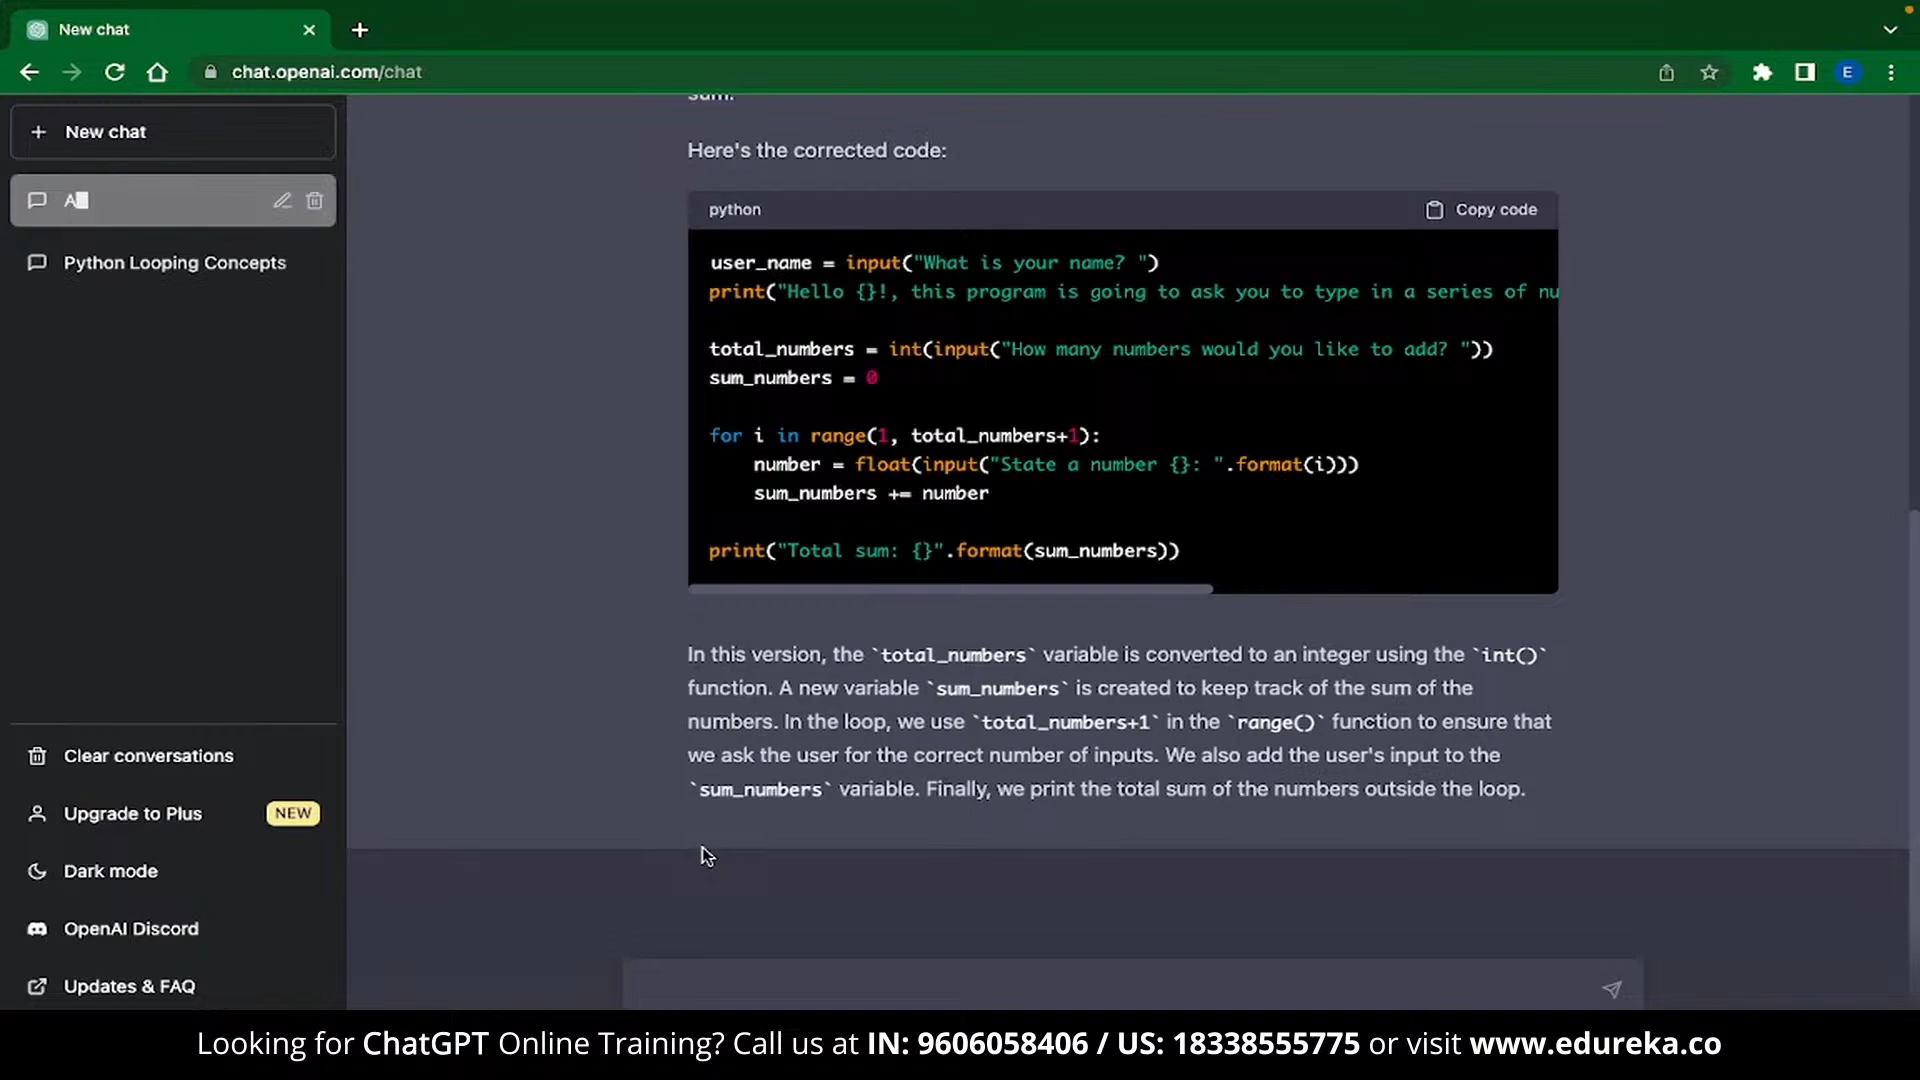 New chat
chat.openai.com/chat
E
New chat
A
Python Looping Concepts
Clear conversations
Upgrade to Plus NEW
Dark mode
OpenAI Discord
Updates & FAQ
sum.
Here's the corrected code:
python Copy code
user_name = input("What is your name? ")
print("Hello {}!, this program is going to ask you to type in a series of nu
total_numbers = int(input("How many numbers would you like to add? "))
sum_numbers = 0
for i in range(1, total_numbers+1):
    number = float(input("State a number {}: ".format(i)))
    sum_numbers += number
print("Total sum: {}".format(sum_numbers))
In this version, the `total_numbers` variable is converted to an integer using the `int()`
function. A new variable `sum_numbers` is created to keep track of the sum of the
numbers. In the loop, we use `total_numbers+1` in the `range()` function to ensure that
we ask the user for the correct number of inputs. We also add the user's input to the
`sum_numbers` variable. Finally, we print the total sum of the numbers outside the loop.
Looking for ChatGPT Online Training? Call us at IN: 9606058406 / US: 18338555775 or visit www.edureka.co